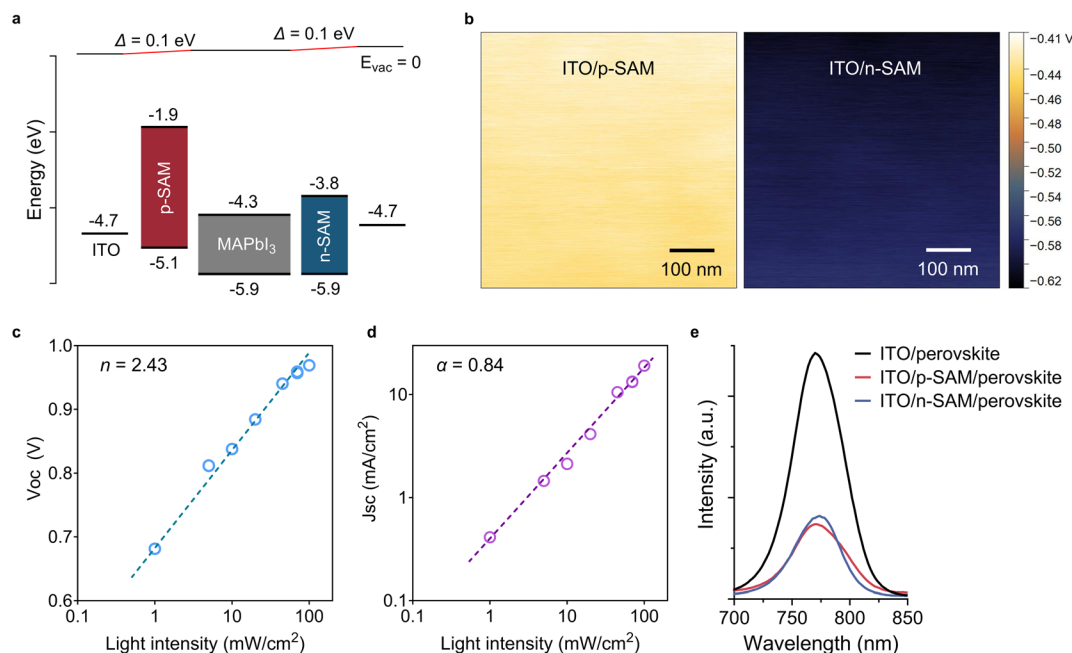 a
Δ = 0.1 eV
Δ = 0.1 eV
Evac = 0
Energy (eV)
-4.7
ITO
-1.9
p-SAM
-5.1
-4.3
MAPbI3
-5.9
-3.8
n-SAM
-5.9
-4.7
b
ITO/p-SAM
100 nm
ITO/n-SAM
100 nm
−0.41 V
−0.44
−0.46
−0.48
−0.50
−0.52
−0.54
−0.56
−0.58
−0.62
c
n = 2.43
Voc (V)
1.0
0.9
0.8
0.7
0.6
0.1
1
10
100
Light intensity (mW/cm2)
d
α = 0.84
Jsc (mA/cm2)
10
1
0.1
0.1
1
10
100
Light intensity (mW/cm2)
e
ITO/perovskite
ITO/p-SAM/perovskite
ITO/n-SAM/perovskite
Intensity (a.u.)
700
750
800
850
Wavelength (nm)